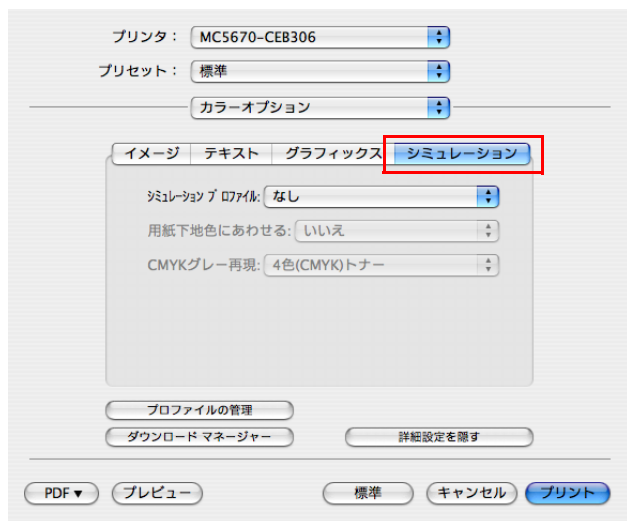 プリンタ： MC5670-CEB306
プリセット： 標準
カラーオプション
イメージ テキスト グラフィックス シミュレーション
ｼﾐｭﾚｰｼｮﾝ ﾌﾟﾛﾌｧｲﾙ: なし
用紙下地色にあわせる: いいえ
CMYKグレー再現: 4色(CMYK)トナー
プロファイルの管理
ダウンロード マネージャー 詳細設定を隠す
PDF▼ プレビュー 標準 キャンセル プリント